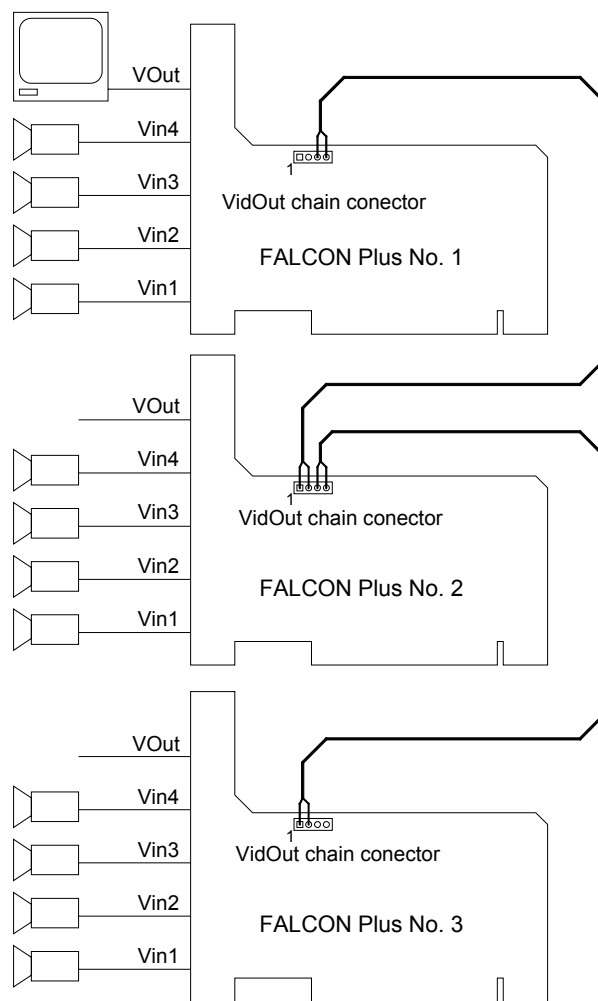 VOut
Vin4
1
Vin3
VidOut chain conector
Vin2
FALCON Plus No. 1
Vin1
VOut
Vin4
1
VidOut chain conector
Vin3
Vin2
FALCON Plus No. 2
Vin1
VOut
Vin4
1
Vin3
VidOut chain conector
Vin2
FALCON Plus No. 3
Vin1